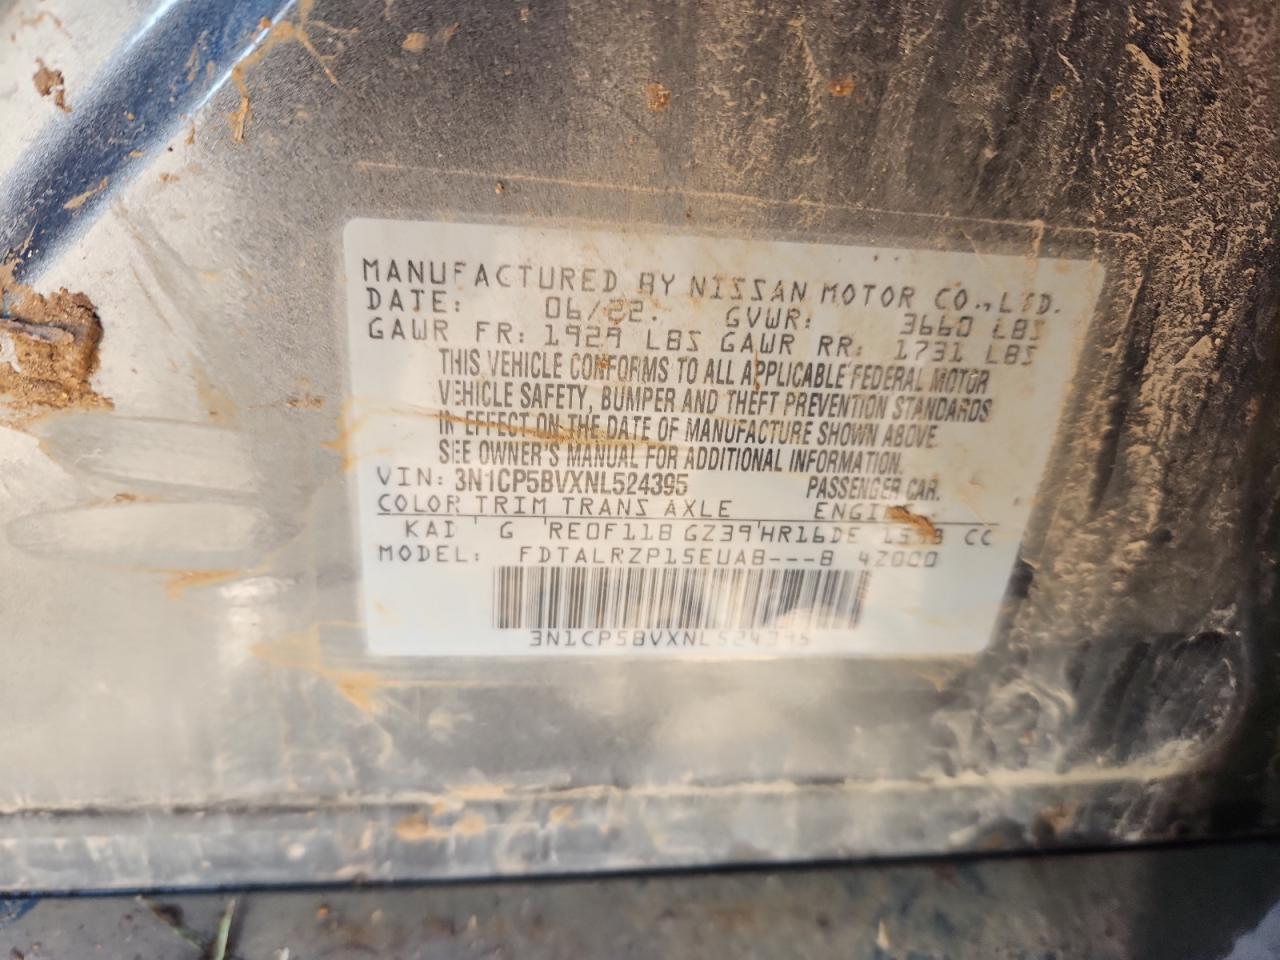 MANUFACTURED BY NISSAN MOTOR CO.,LTD.
DATE: 06/22. GVWR: 3660 LBS
GAWR FR: 1929 LBS GAWR RR: 1731 LBS
THIS VEHICLE CONFORMS TO ALL APPLICABLE FEDERAL MOTOR
VEHICLE SAFETY, BUMPER AND THEFT PREVENTION STANDARDS
IN EFFECT ON THE DATE OF MANUFACTURE SHOWN ABOVE.
SEE OWNER'S MANUAL FOR ADDITIONAL INFORMATION.
VIN: 3N1CP5BVXNL524395 PASSENGER CAR.
COLOR TRIM TRANS AXLE ENGINE
KAD G RE0F11B GZ39 HR16DE CC
MODEL: FDTALRZP15EUAB---B 4Z000
3N1CP5BVXNL524395